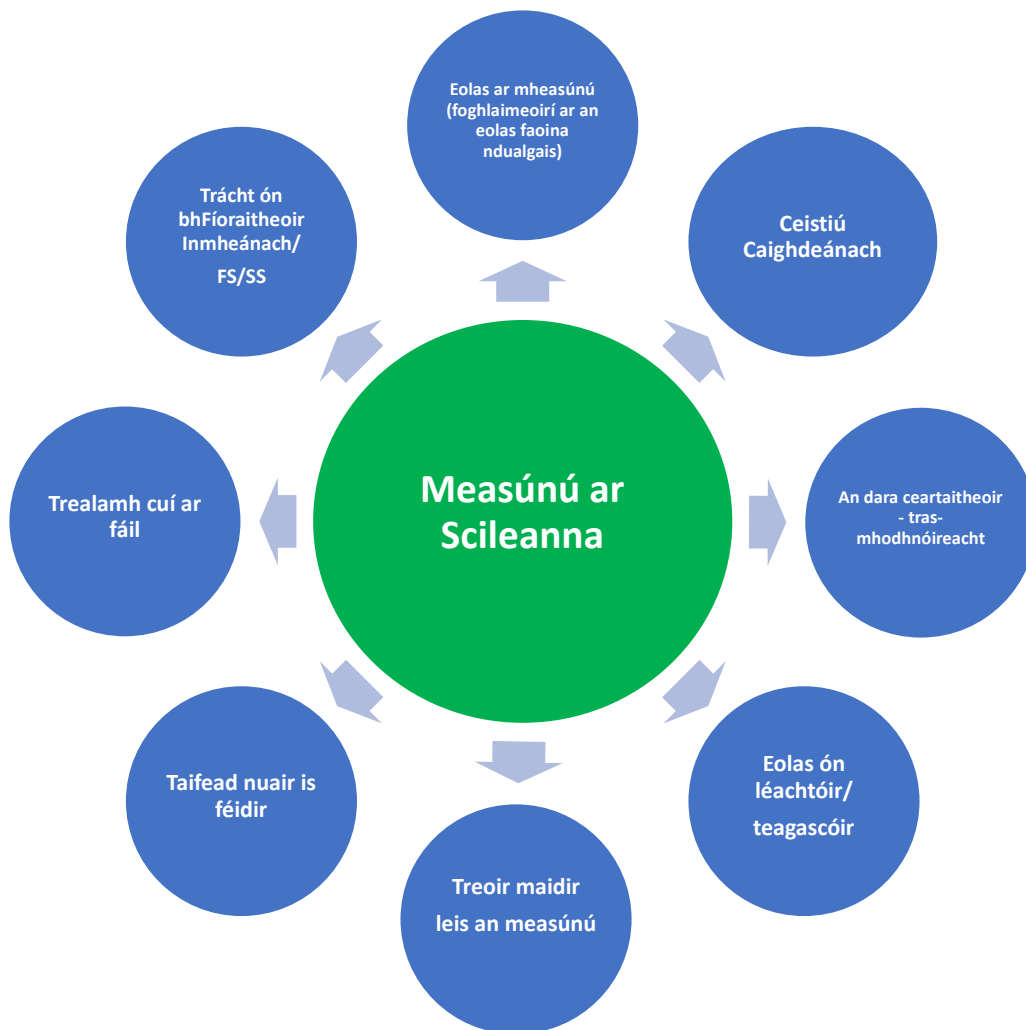 Eolas ar mheasúnú
(foghlaimeoirí ar an
eolas faoina
ndualgais)
Ceistiú
Caighdeánach
An dara ceartaitheoir
- tras-
mhodhnóireacht
Eolas ón
léachtóir/
teagascóir
Treoir maidir
leis an measúnú
Taifead nuair is
féidir
Trealamh cuí ar
fáil
Trácht ón
bhFíoraitheoir
Inmheánach/
FS/SS
Measúnú ar
Scileanna